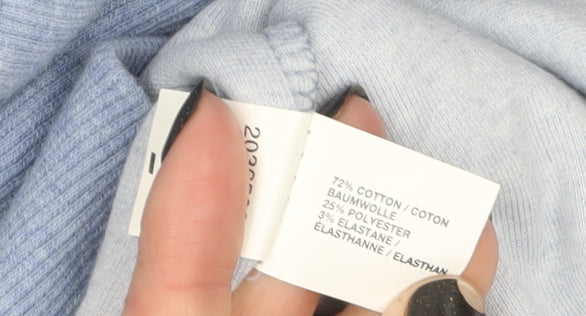 72% COTTON / COTON
BAUMWOLLE
25% POLYESTER
3% ELASTANE /
ÉLASTHANNE / ELASTHAN